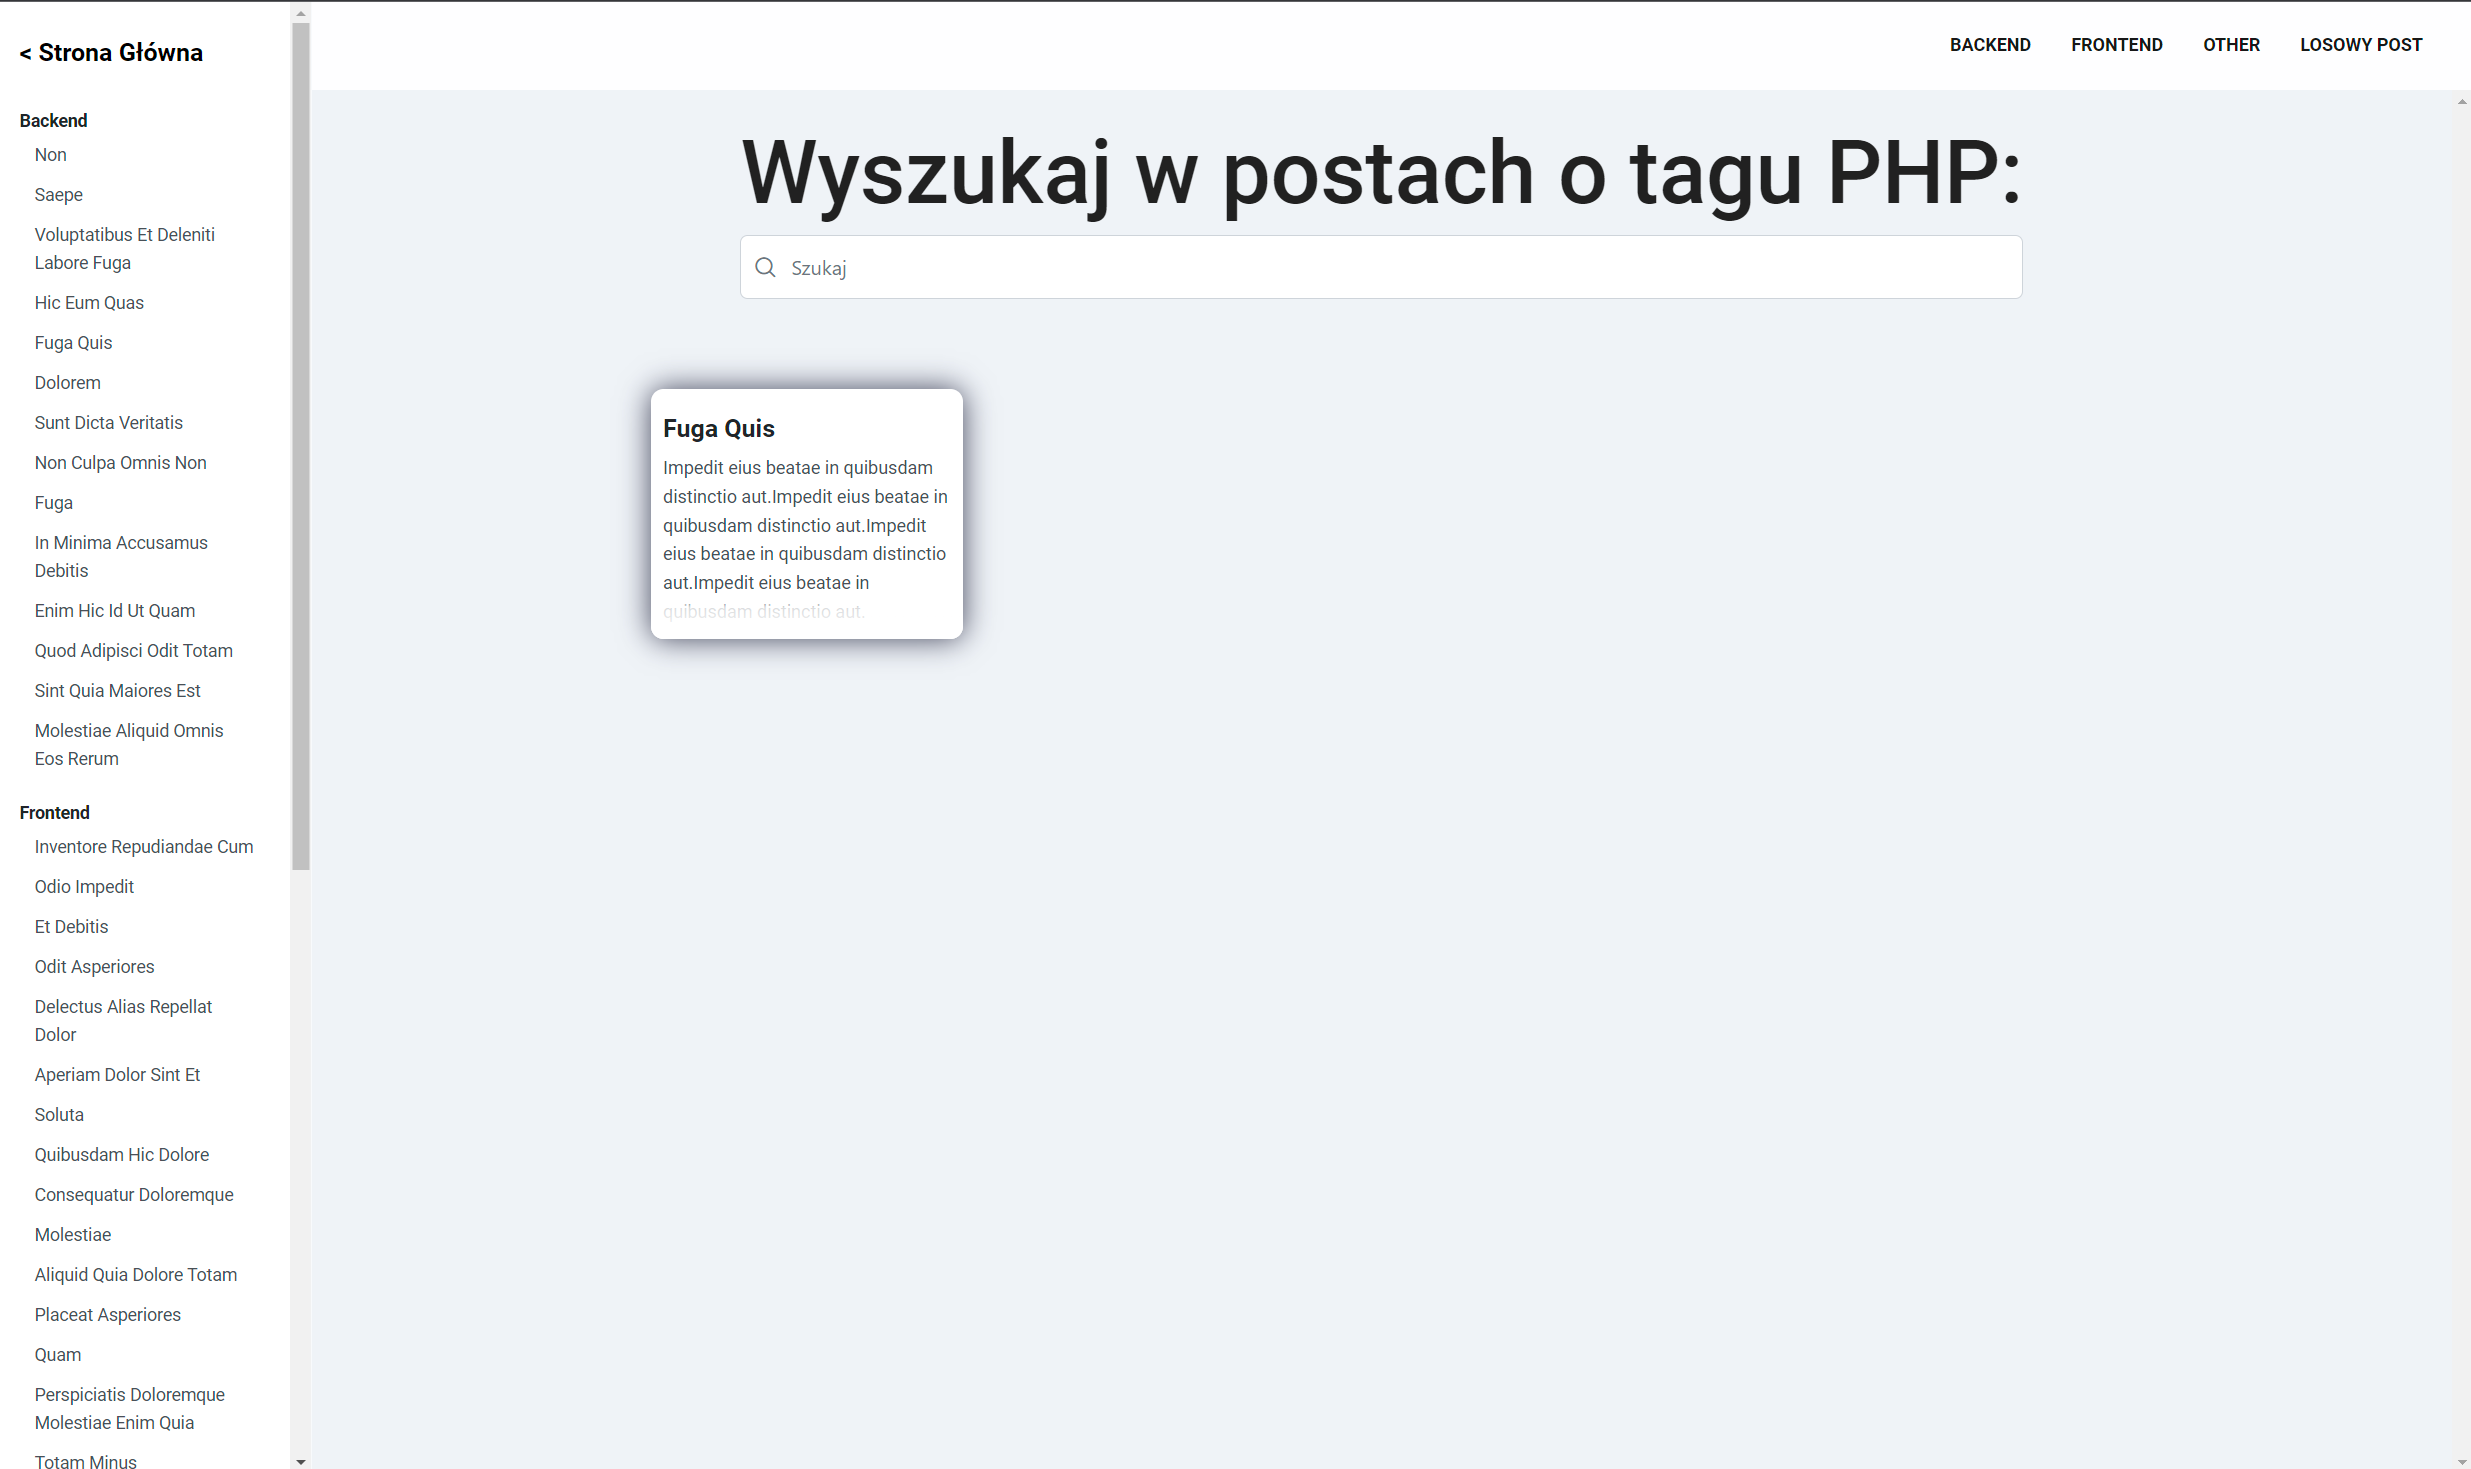 < Strona Główna
Backend
Non
Saepe
Voluptatibus Et Deleniti
Labore Fuga
Hic Eum Quas
Fuga Quis
Dolorem
Sunt Dicta Veritatis
Non Culpa Omnis Non
Fuga
In Minima Accusamus
Debitis
Enim Hic Id Ut Quam
Quod Adipisci Odit Totam
Sint Quia Maiores Est
Molestiae Aliquid Omnis
Eos Rerum
Frontend
Inventore Repudiandae Cum
Odio Impedit
Et Debitis
Odit Asperiores
Delectus Alias Repellat
Dolor
Aperiam Dolor Sint Et
Soluta
Quibusdam Hic Dolore
Consequatur Doloremque
Molestiae
Aliquid Quia Dolore Totam
Placeat Asperiores
Quam
Perspiciatis Doloremque
Molestiae Enim Quia
Totam Minus
BACKEND FRONTEND OTHER LOSOWY POST
Wyszukaj w postach o tagu PHP:
Szukaj
Fuga Quis
Impedit eius beatae in quibusdam
distinctio aut.Impedit eius beatae in
quibusdam distinctio aut.Impedit
eius beatae in quibusdam distinctio
aut.Impedit eius beatae in
quibusdam distinctio aut.